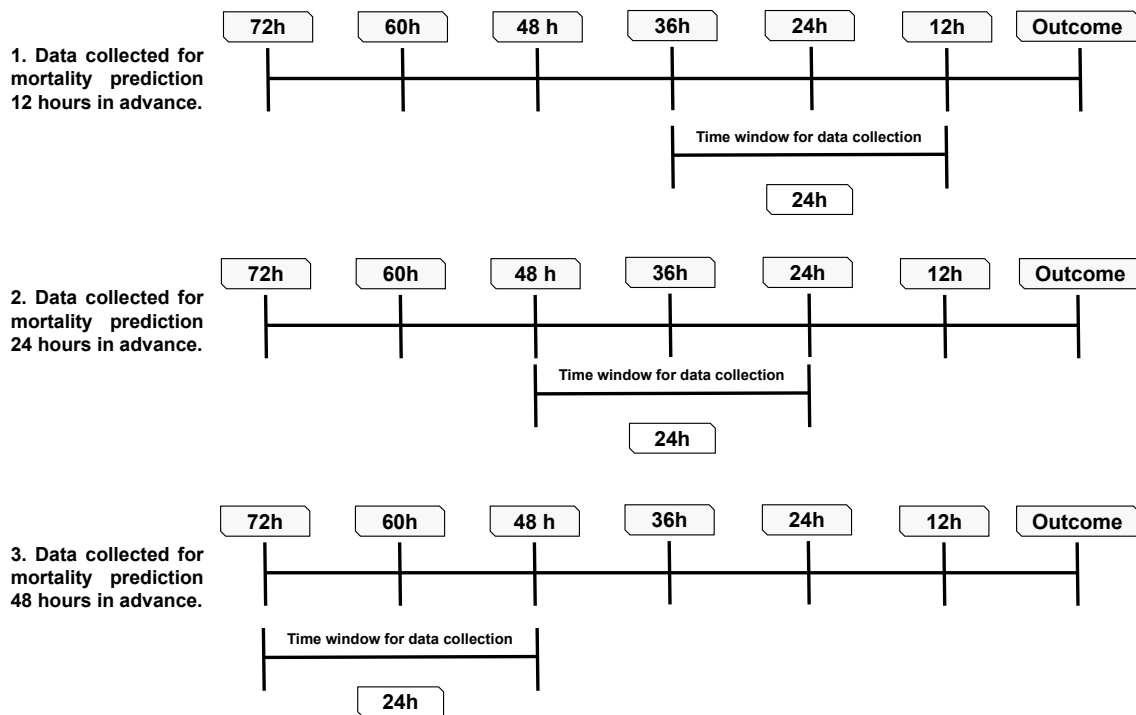 72h 60h 48 h 36h 24h 12h Outcome
1. Data collected for
mortality prediction
12 hours in advance.
Time window for data collection
24h
72h 60h 48 h 36h 24h 12h Outcome
2. Data collected for
mortality prediction
24 hours in advance.
Time window for data collection
24h
72h 60h 48 h 36h 24h 12h Outcome
3. Data collected for
mortality prediction
48 hours in advance.
Time window for data collection
24h